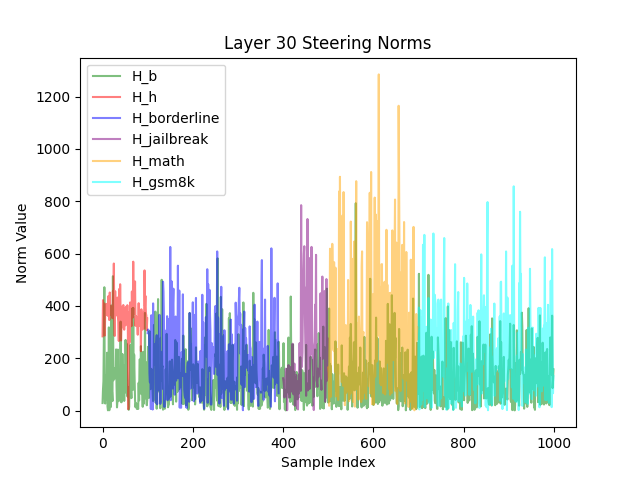 Layer 30 Steering Norms
H_b
H_h
H_borderline
H_jailbreak
H_math
H_gsm8k
Norm Value
1200
1000
800
600
400
200
0
0 200 400 600 800 1000
Sample Index